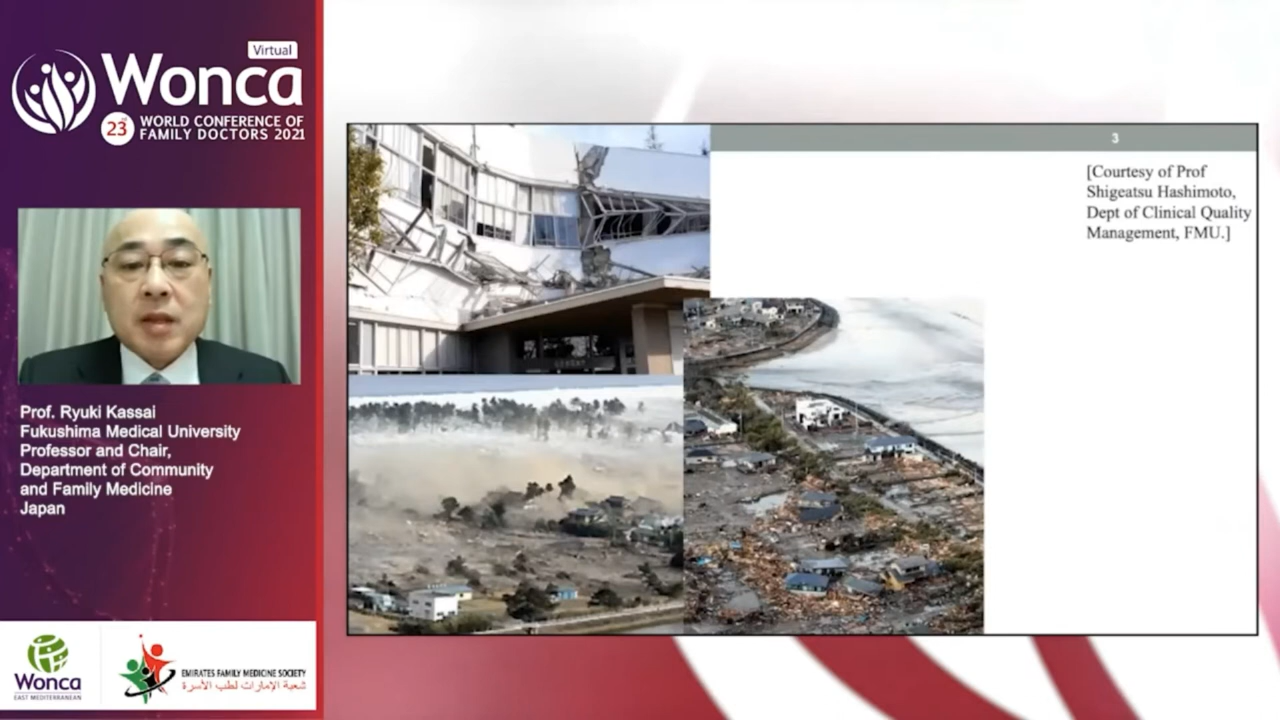 Virtual
Wonca
23rd WORLD CONFERENCE OF
FAMILY DOCTORS 2021
Prof. Ryuki Kassai
Fukushima Medical University
Professor and Chair,
Department of Community
and Family Medicine
Japan
Wonca
EAST MEDITERRANEAN
EMIRATES FAMILY MEDICINE SOCIETY
شعبة الإمارات لطب الأسرة
3
[Courtesy of Prof
Shigeatsu Hashimoto,
Dept of Clinical Quality
Management, FMU.]